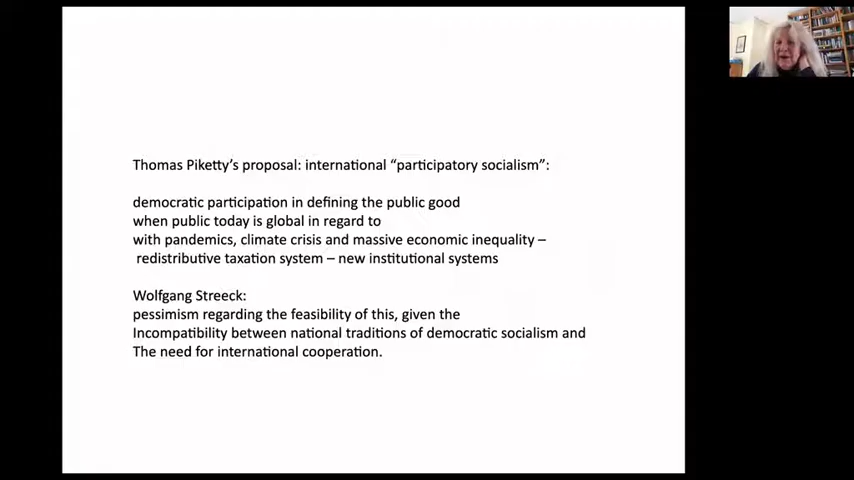 Thomas Piketty's proposal: international "participatory socialism":
democratic participation in defining the public good
when public today is global in regard to
with pandemics, climate crisis and massive economic inequality –
redistributive taxation system – new institutional systems
Wolfgang Streeck:
pessimism regarding the feasibility of this, given the
Incompatibility between national traditions of democratic socialism and
The need for international cooperation.